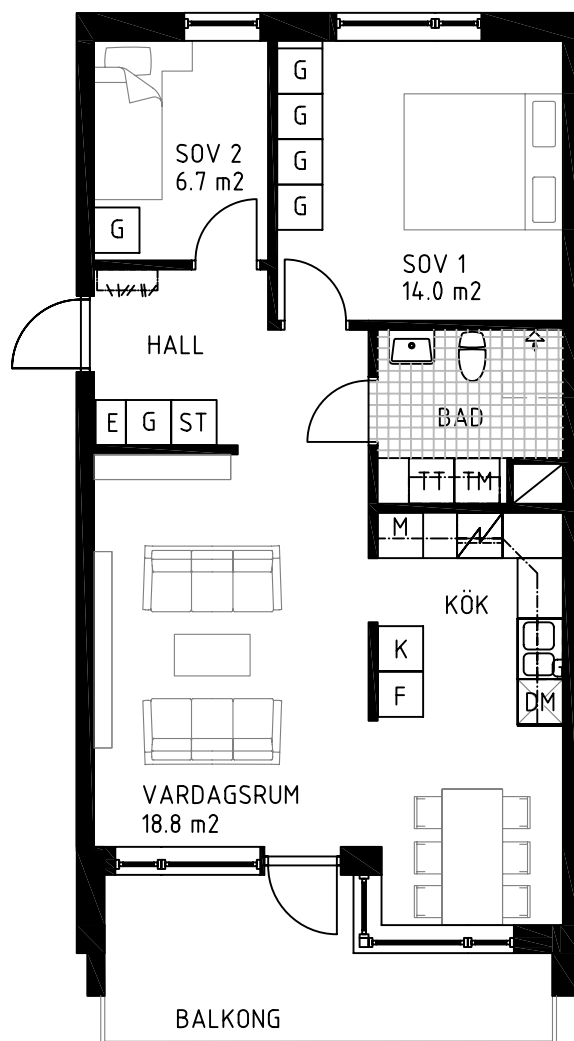 G
G
G
G
SOV 2
6.7 m2
G
SOV 1
14.0 m2
HALL
E G ST
BAD
TT TM
M
KÖK
K
F
DM
VARDAGSRUM
18.8 m2
BALKONG